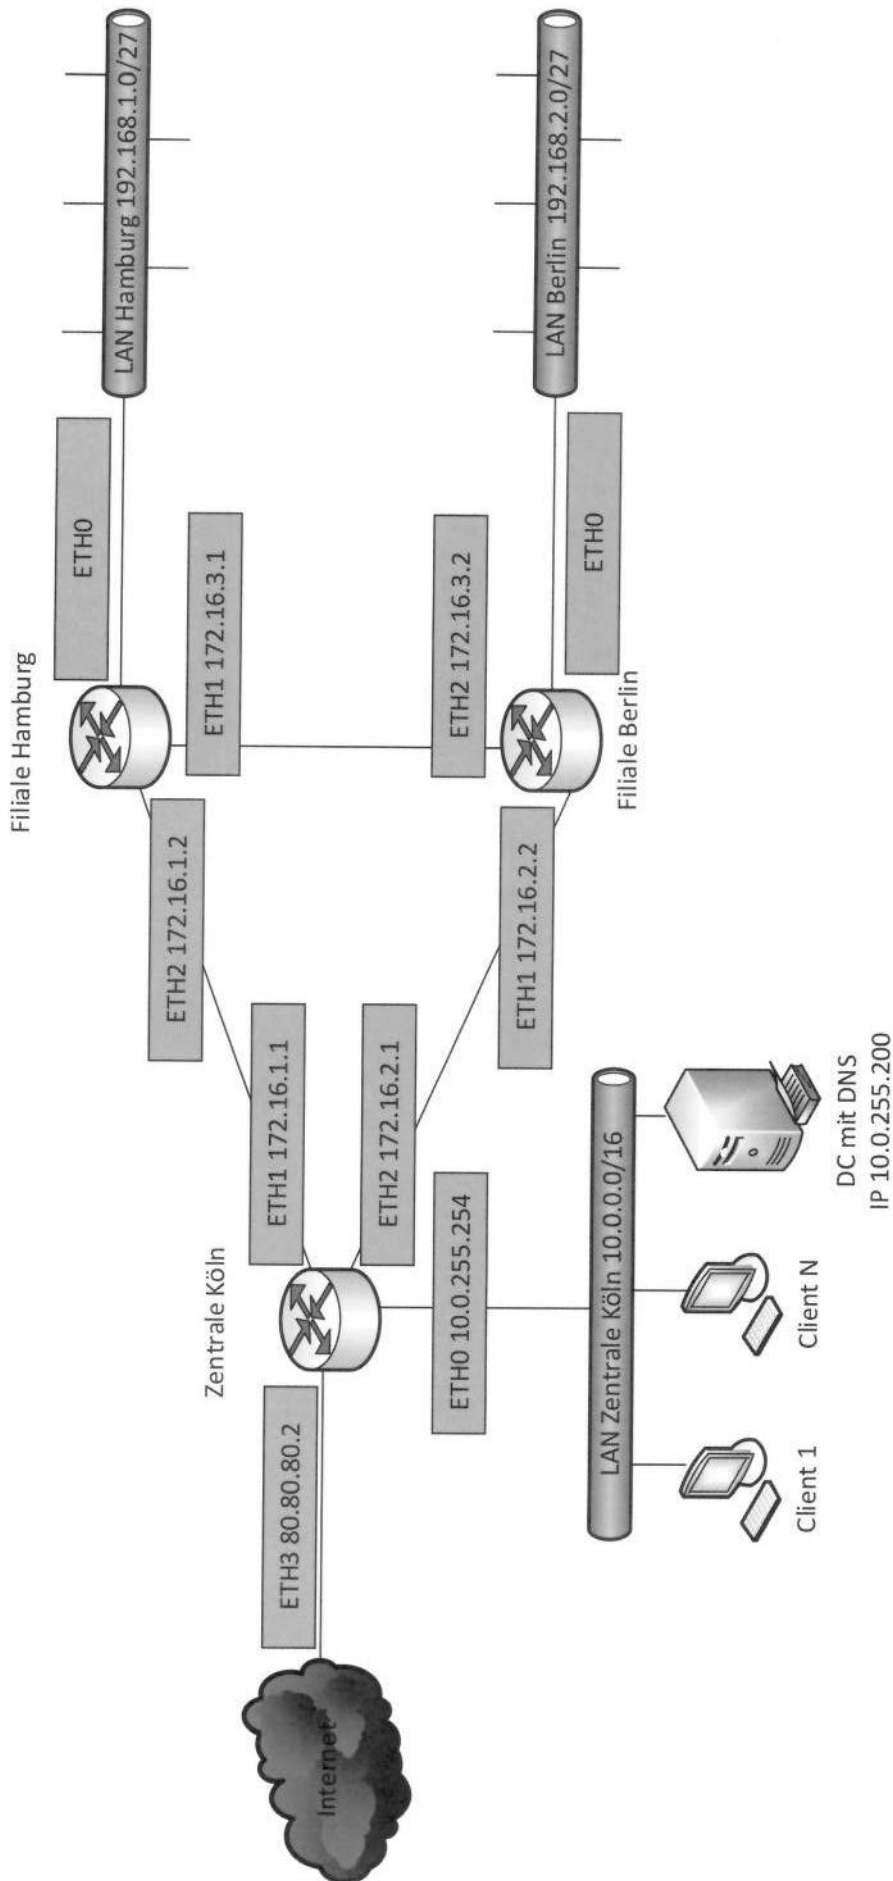 Filiale Hamburg
ETH0
LAN Hamburg 192.168.1.0/27
ETH2 172.16.1.2
ETH1 172.16.3.1
Zentrale Köln
ETH1 172.16.1.1
ETH3 80.80.80.2
Internet
ETH2 172.16.2.1
ETH2 172.16.3.2
ETH0 10.0.255.254
ETH1 172.16.2.2
LAN Berlin 192.168.2.0/27
ETH0
Filiale Berlin
LAN Zentrale Köln 10.0.0.0/16
Client 1
Client N
DC mit DNS
IP 10.0.255.200